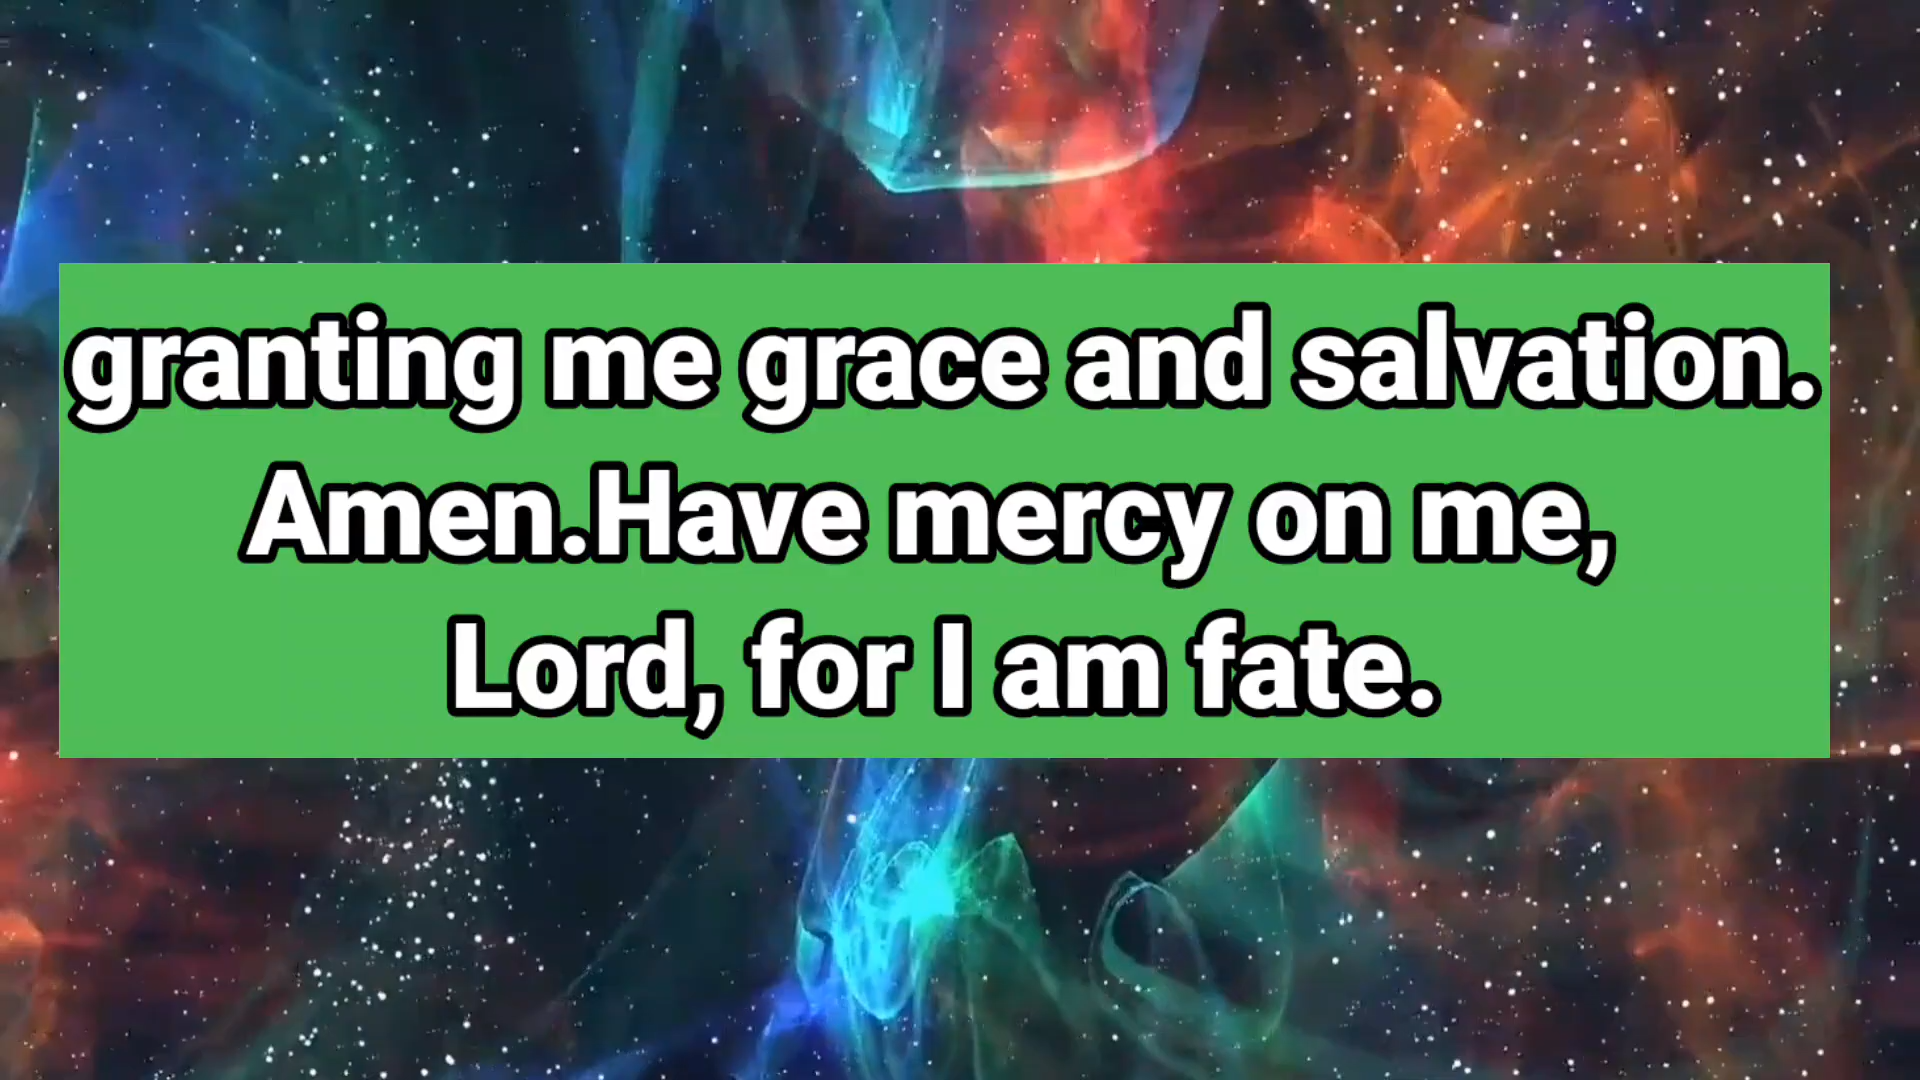 granting me grace and salvation.
Amen.Have mercy on me,
Lord, for I am fate.